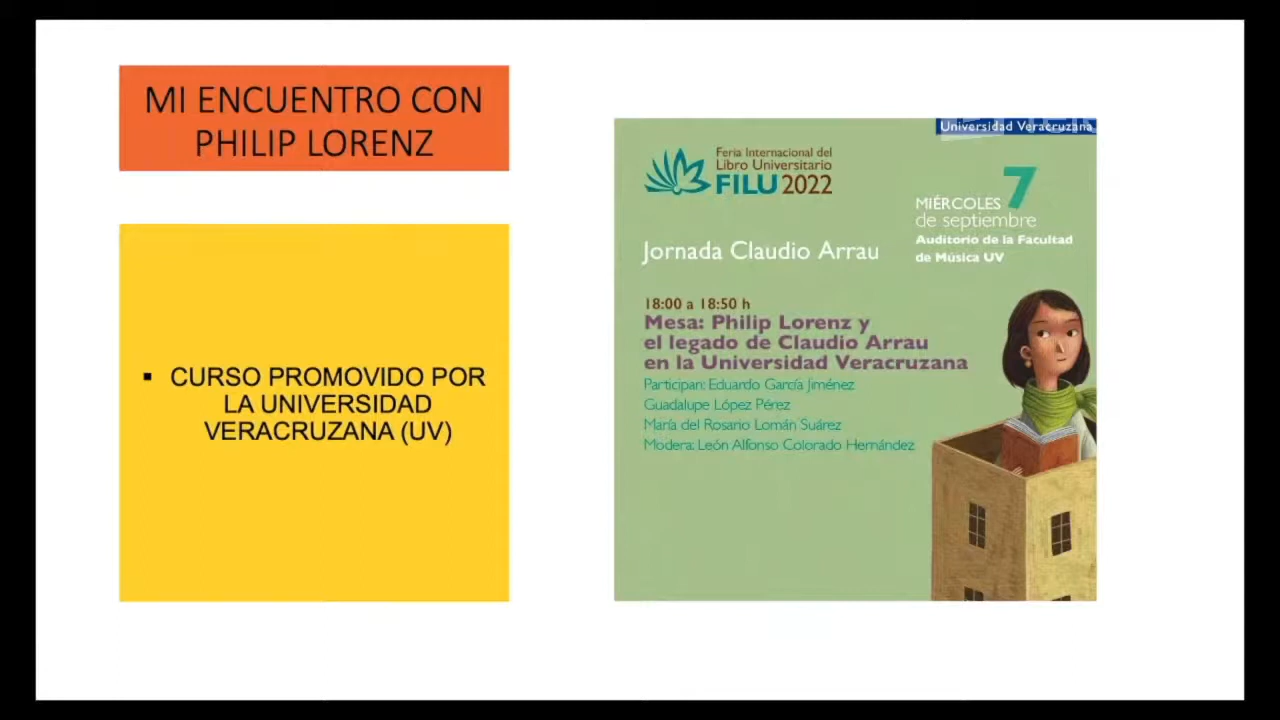 MI ENCUENTRO CON
PHILIP LORENZ
▪ CURSO PROMOVIDO POR
LA UNIVERSIDAD
VERACRUZANA (UV)
Universidad Veracruzana
Feria Internacional del
Libro Universitario
FILU 2022
MIÉRCOLES 7
de septiembre
Auditorio de la Facultad
de Música UV
Jornada Claudio Arrau
18:00 a 18:50 h
Mesa: Philip Lorenz y
el legado de Claudio Arrau
en la Universidad Veracruzana
Participan: Eduardo García Jiménez
Guadalupe López Pérez
María del Rosario Lomán Suárez
Modera: León Alfonso Colorado Hernández